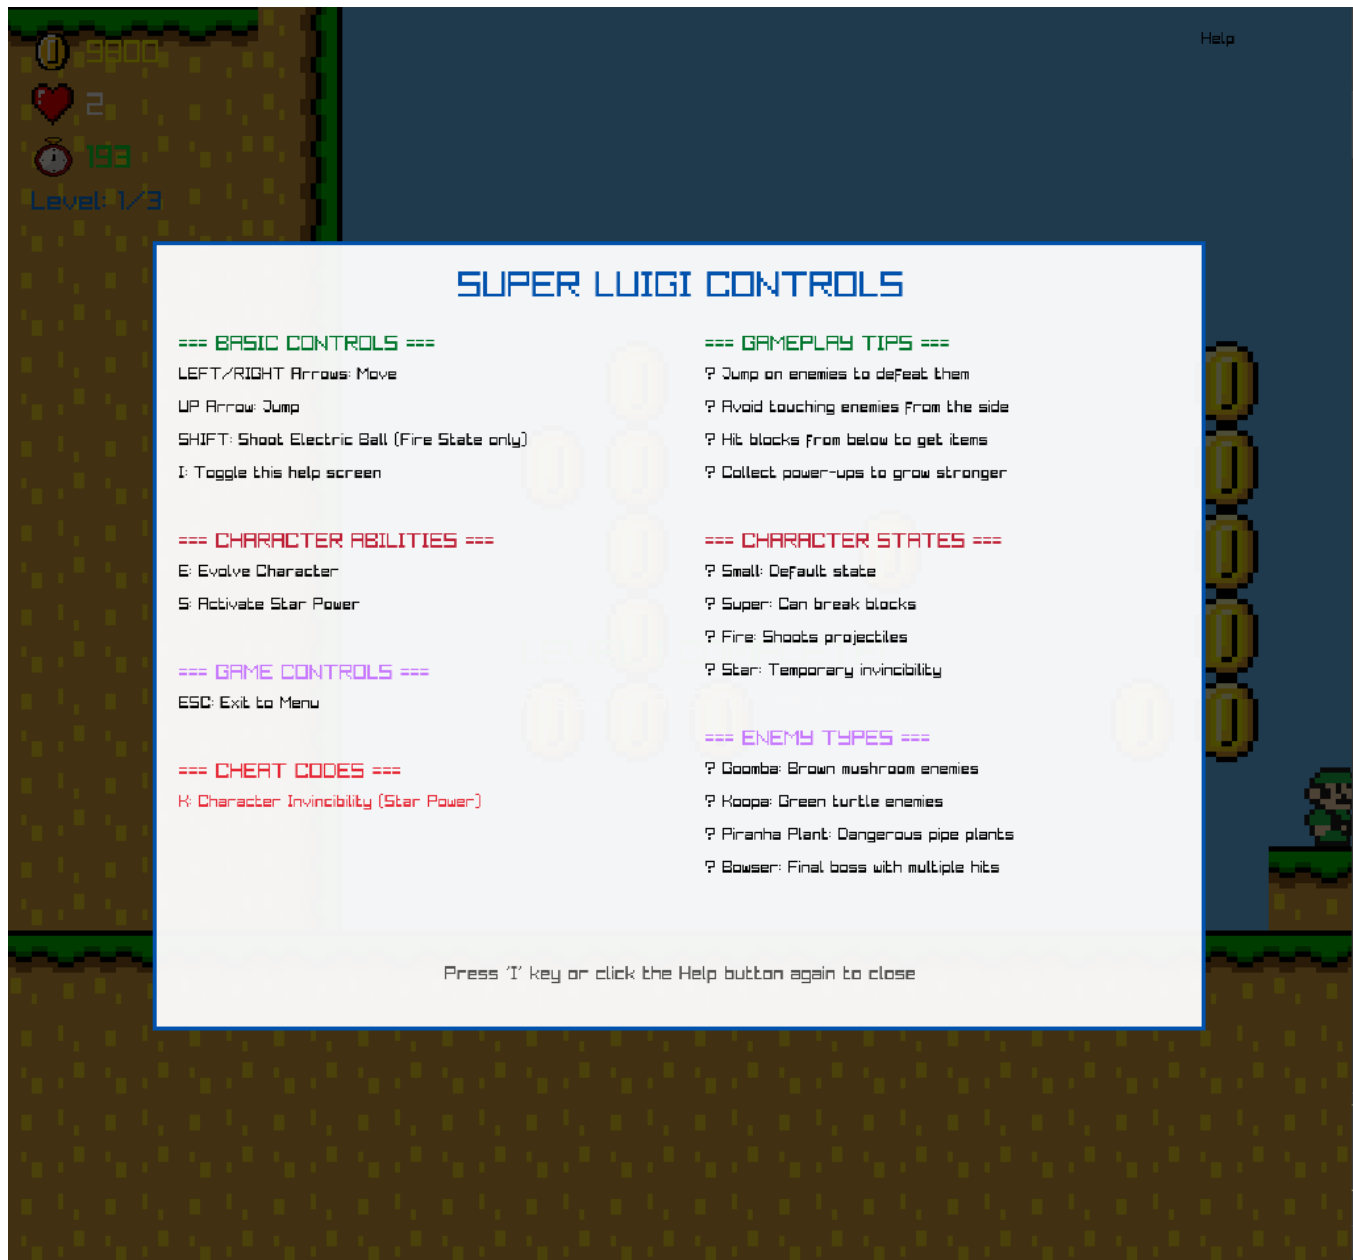 9800
Help
2
193
Level: 1/3
SUPER LUIGI CONTROLS
=== BASIC CONTROLS ===
LEFT/RIGHT Arrows: Move
UP Arrow: Jump
SHIFT: Shoot Electric Ball (Fire State only)
I: Toggle this help screen
=== CHARACTER ABILITIES ===
E: Evolve Character
S: Activate Star Power
=== GAME CONTROLS ===
ESC: Exit to Menu
=== CHEAT CODES ===
K: Character Invincibility (Star Power)
=== GAMEPLAY TIPS ===
? Jump on enemies to defeat them
? Avoid touching enemies from the side
? Hit blocks from below to get items
? Collect power-ups to grow stronger
=== CHARACTER STATES ===
? Small: Default state
? Super: Can break blocks
? Fire: Shoots projectiles
? Star: Temporary invincibility
=== ENEMY TYPES ===
? Goomba: Brown mushroom enemies
? Koopa: Green turtle enemies
? Piranha Plant: Dangerous pipe plants
? Bowser: Final boss with multiple hits
Press 'I' key or click the Help button again to close